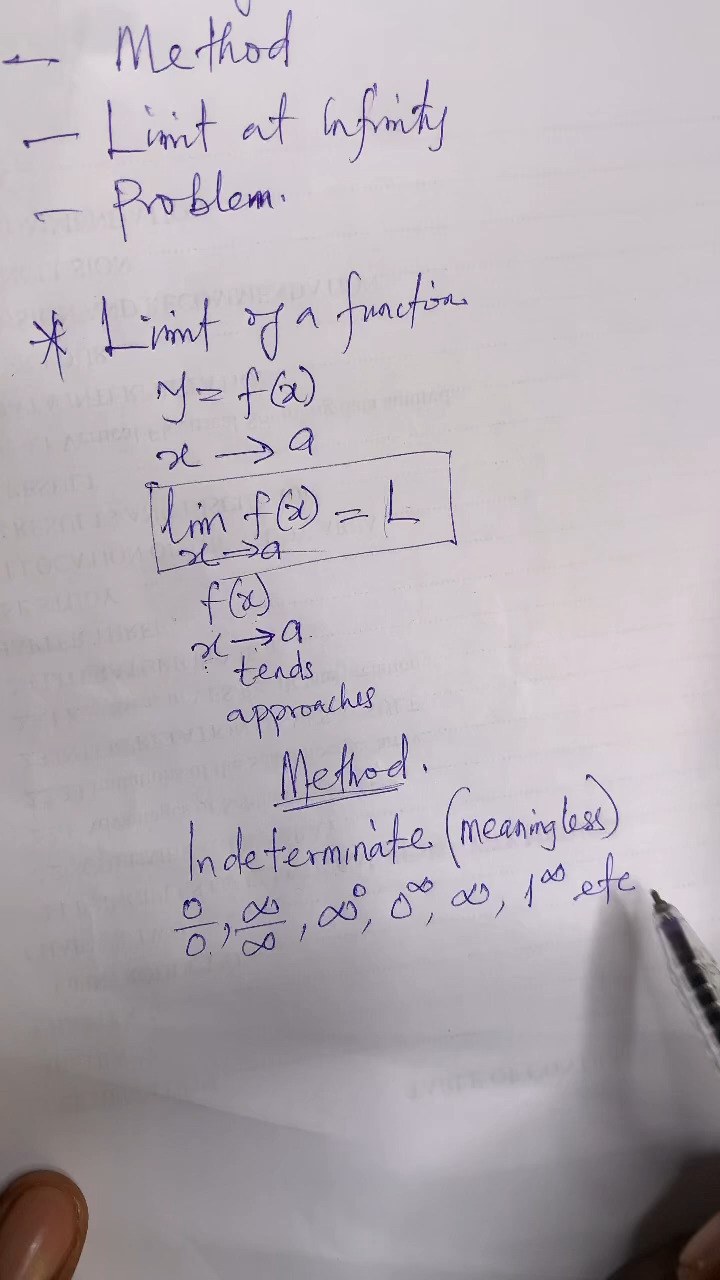 — Method
— Limit at Infinity
— Problem.
* Limit of a function
y = f(x)
x → a
lim f(x) = L
x→a
f(x)
x → a.
tends
approaches
Method.
Indeterminate (meaningless)
0/0, ∞/∞, ∞⁰, 0^∞, ∞, 1^∞ etc